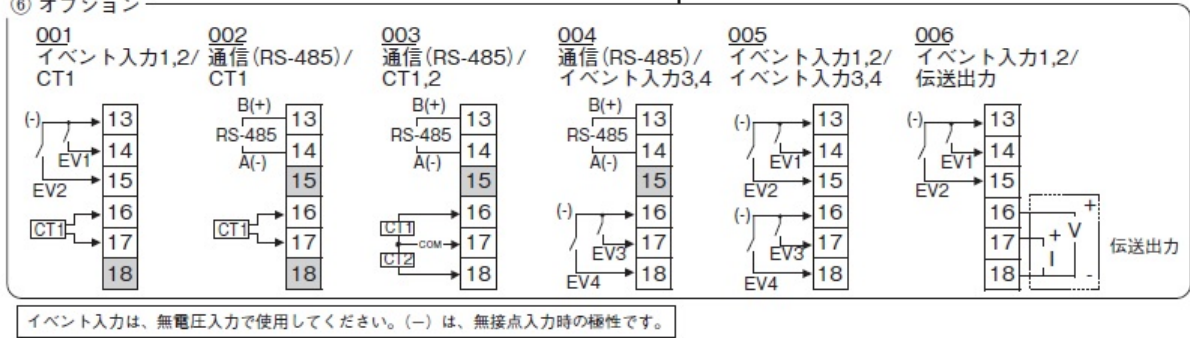 ⑥ オプション
001
イベント入力1,2/
CT1
(-)
EV1
EV2
CT1
13
14
15
16
17
18
002
通信(RS-485)/
CT1
B(+)
RS-485
A(-)
CT1
13
14
15
16
17
18
003
通信(RS-485)/
CT1,2
B(+)
RS-485
A(-)
CT1
COM
CT2
13
14
15
16
17
18
004
通信(RS-485)/
イベント入力3,4
B(+)
RS-485
A(-)
(-)
EV3
EV4
13
14
15
16
17
18
005
イベント入力1,2/
イベント入力3,4
(-)
EV1
EV2
(-)
EV3
EV4
13
14
15
16
17
18
006
イベント入力1,2/
伝送出力
(-)
EV1
EV2
13
14
15
16
17
18
+
V
+
I
-
伝送出力
イベント入力は、無電圧入力で使用してください。(－)は、無接点入力時の極性です。